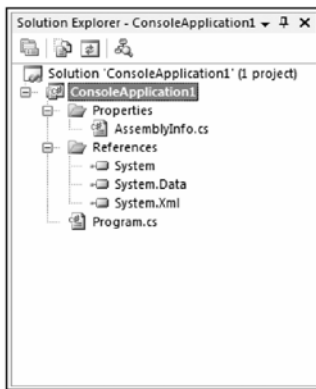 Solution Explorer - ConsoleApplication1
Solution 'ConsoleApplication1' (1 project)
ConsoleApplication1
Properties
AssemblyInfo.cs
References
System
System.Data
System.Xml
Program.cs